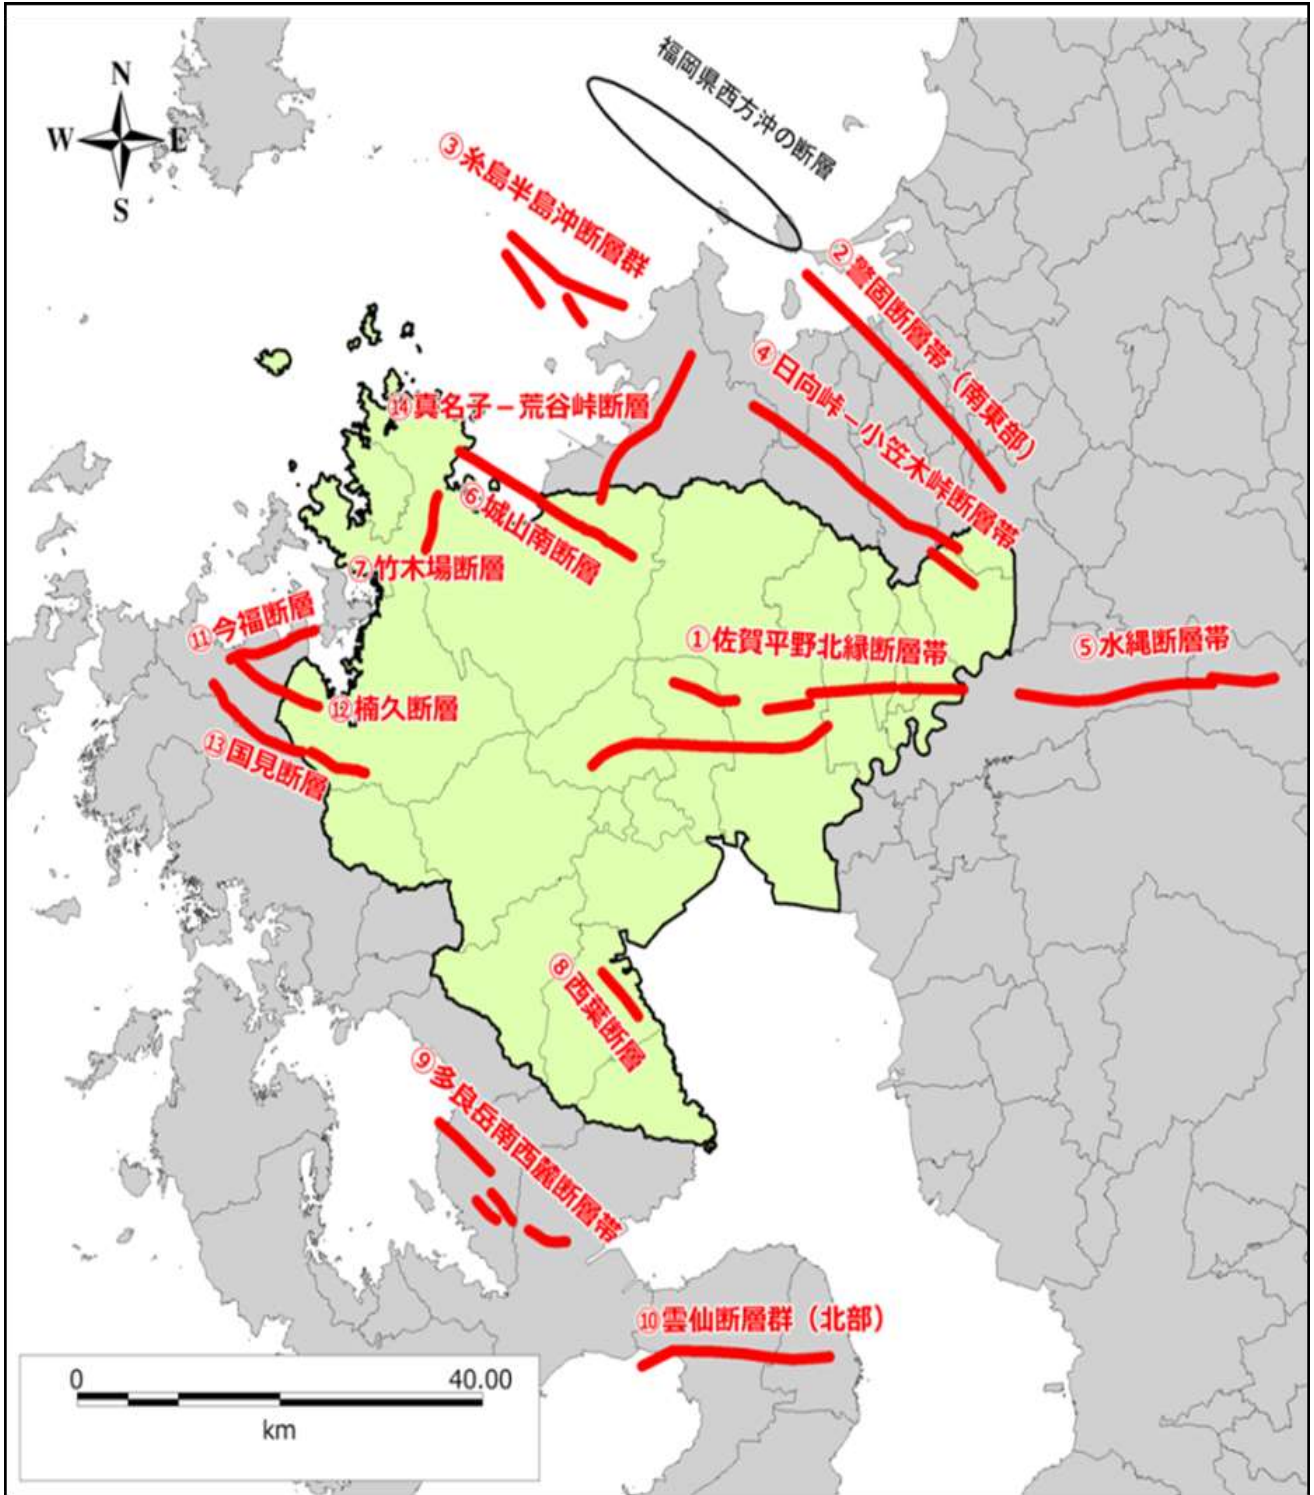 福岡県西方沖の断層
N
W
E
S
③糸島半島沖断層群
②警固断層帯（南東部）
④日向峠－小笠木峠断層帯
⑭真名子－荒谷峠断層
⑥城山南断層
⑦竹木場断層
⑪今福断層
①佐賀平野北縁断層帯
⑤水縄断層帯
⑫楠久断層
⑬国見断層
⑧西葉断層
⑨多良岳南西麓断層帯
⑩雲仙断層群（北部）
0
40.00
km